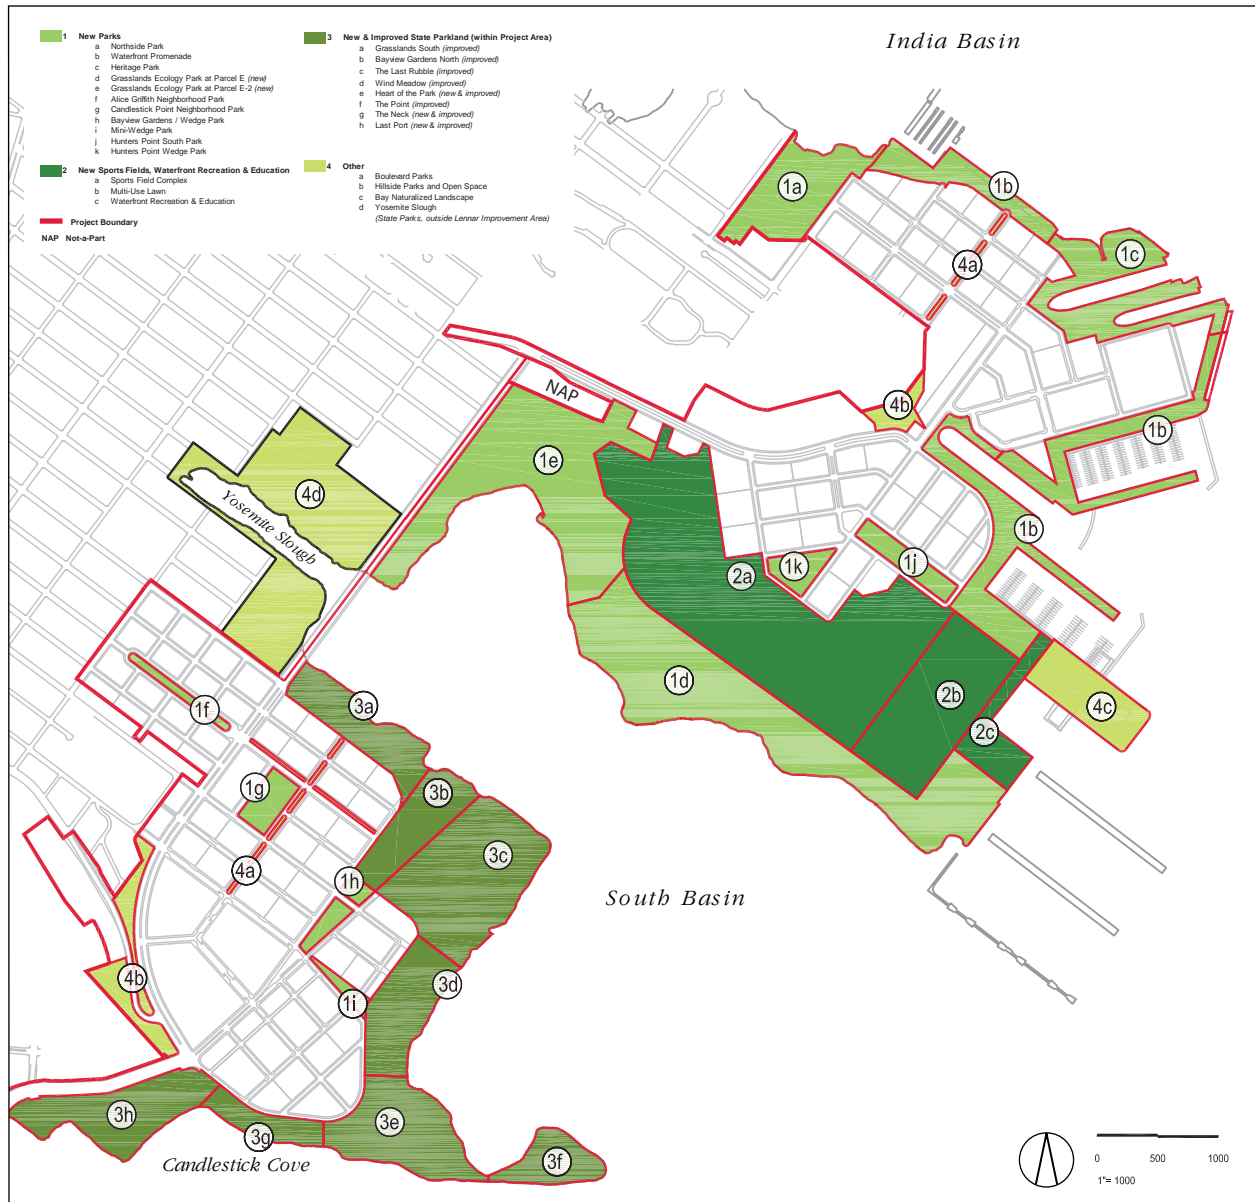 1 New Parks
a Northside Park
b Waterfront Promenade
c Heritage Park
d Grasslands Ecology Park at Parcel E (new)
e Grasslands Ecology Park at Parcel E-2 (new)
f Alice Griffith Neighborhood Park
g Candlestick Point Neighborhood Park
h Bayview Gardens / Wedge Park
i Mini-Wedge Park
j Hunters Point South Park
k Hunters Point Wedge Park
2 New Sports Fields, Waterfront Recreation & Education
a Sports Field Complex
b Multi-Use Lawn
c Waterfront Recreation & Education
Project Boundary
NAP Not-a-Part
3 New & Improved State Parkland (within Project Area)
a Grasslands South (improved)
b Bayview Gardens North (improved)
c The Last Rubble (improved)
d Wind Meadow (improved)
e Heart of the Park (new & improved)
f The Point (improved)
g The Neck (new & improved)
h Last Port (new & improved)
4 Other
a Boulevard Parks
b Hillside Parks and Open Space
c Bay Naturalized Landscape
d Yosemite Slough
(State Parks, outside Lennar Improvement Area)
India Basin
1a
1b
1c
4a
NAP
4b
1b
1e
4d
Yosemite Slough
1b
2a
1k
1j
1d
2b
2c
4c
1f
3a
1g
3b
3c
4a
1h
South Basin
4b
3d
1i
3h
3g
3e
3f
Candlestick Cove
0 500 1000
1"= 1000